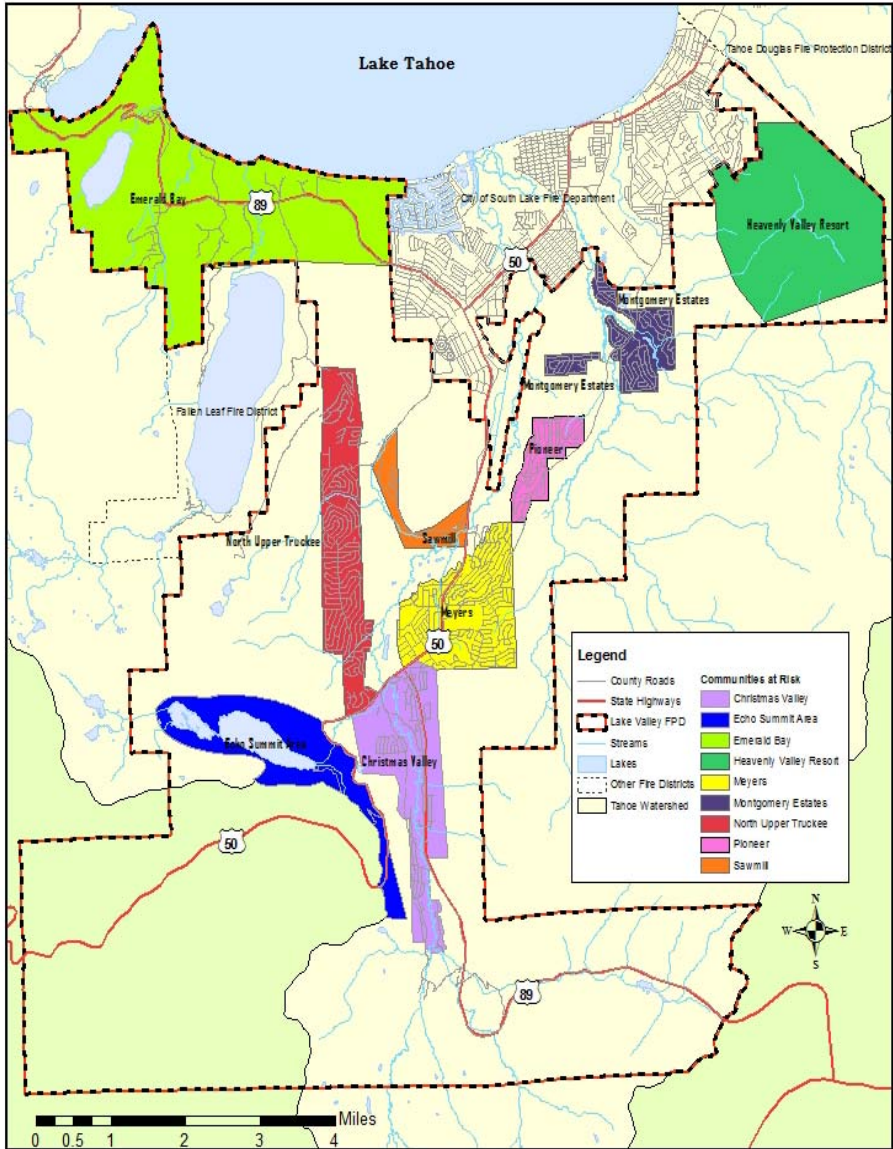 Lake Tahoe
Tahoe Douglas Fire Protection District
Emerald Bay
89
City of South Lake Fire Department
Heavenly Valley Resort
50
Montgomery Estates
Montgomery Estates
Fallen Leaf Fire District
Pioneer
North Upper Truckee
Sawmill
Meyers
50
Echo Summit Area
Christmas Valley
50
89
Legend
County Roads
State Highways
Lake Valley FPD
Streams
Lakes
Other Fire Districts
Tahoe Watershed
Communities at Risk
Christmas Valley
Echo Summit Area
Emerald Bay
Heavenly Valley Resort
Meyers
Montgomery Estates
North Upper Truckee
Pioneer
Sawmill
N
W E
S
Miles
0 0.5 1 2 3 4